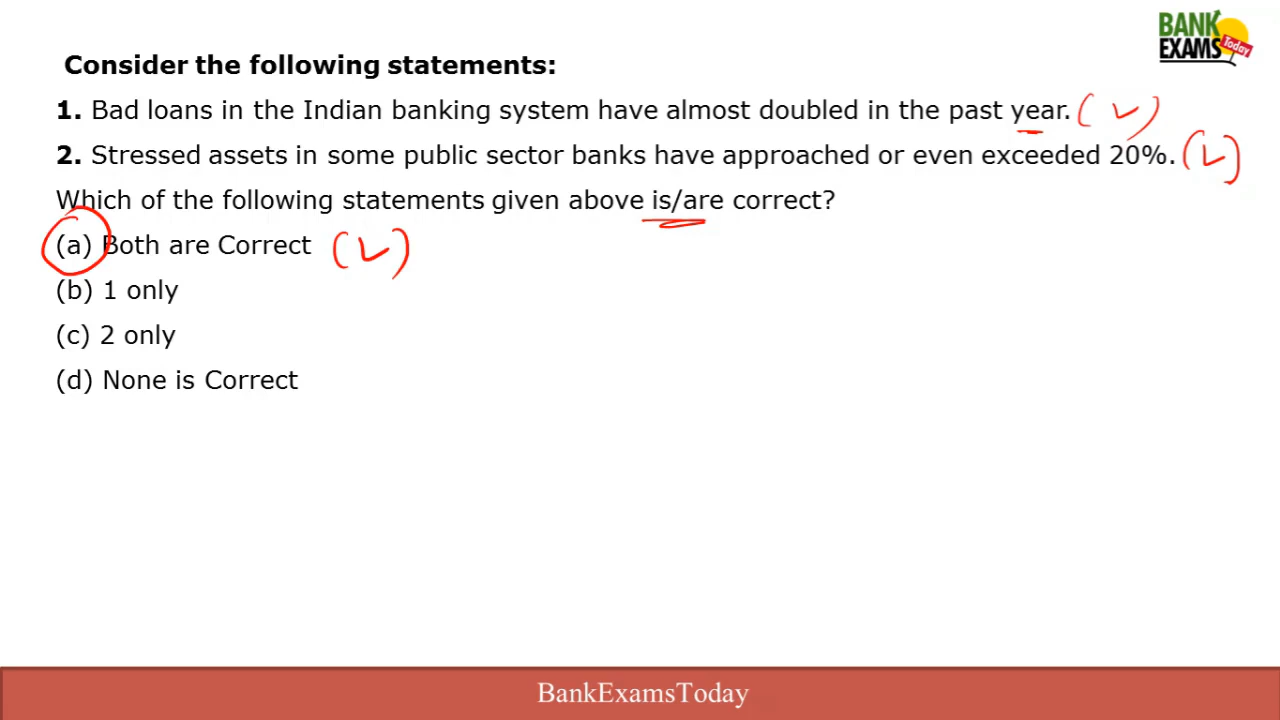 BANK
EXAMS Today
Consider the following statements:
1. Bad loans in the Indian banking system have almost doubled in the past year. (✓)
2. Stressed assets in some public sector banks have approached or even exceeded 20%. (✓)
Which of the following statements given above is/are correct?
(a) Both are Correct (✓)
(b) 1 only
(c) 2 only
(d) None is Correct
BankExamsToday